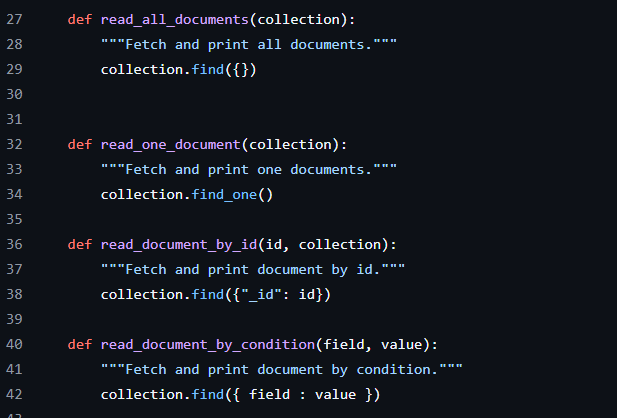 27 def read_all_documents(collection):
28 """Fetch and print all documents."""
29 collection.find({})
30
31
32 def read_one_document(collection):
33 """Fetch and print one documents."""
34 collection.find_one()
35
36 def read_document_by_id(id, collection):
37 """Fetch and print document by id."""
38 collection.find({"_id": id})
39
40 def read_document_by_condition(field, value):
41 """Fetch and print document by condition."""
42 collection.find({ field : value })